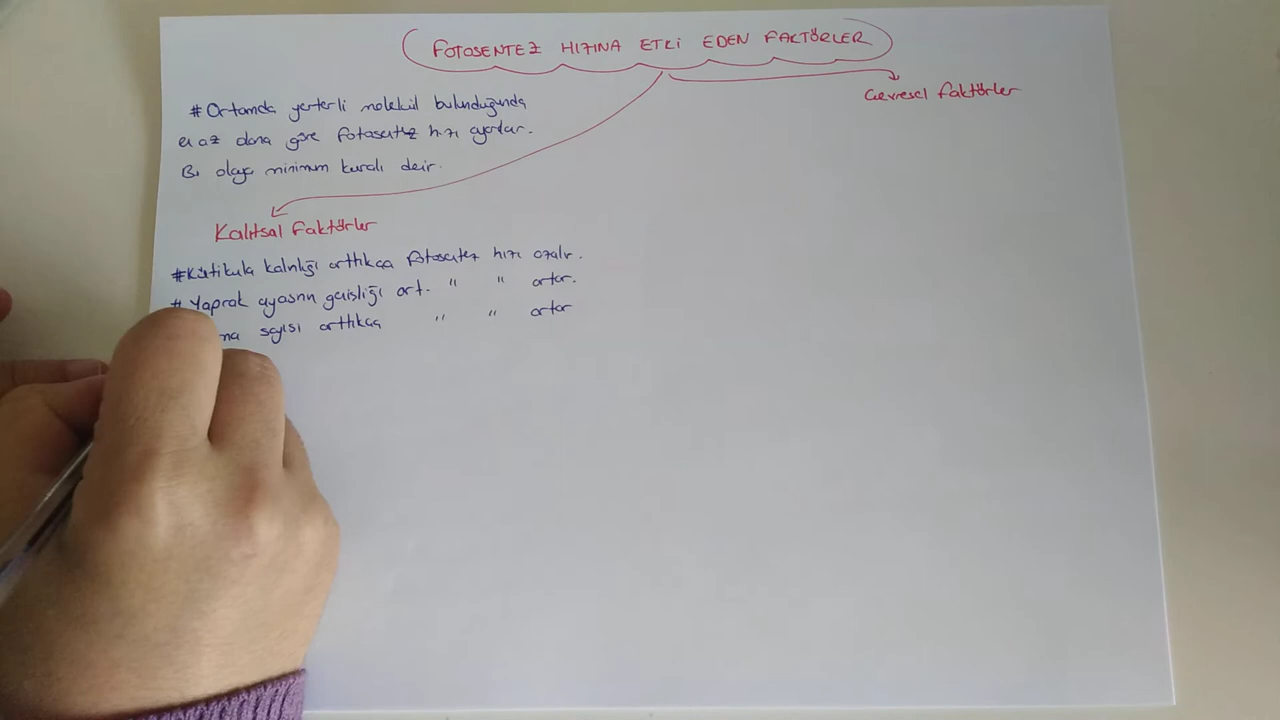 FOTOSENTEZ HIZINA ETKİ EDEN FAKTÖRLER
Çevresel Faktörler
#Ortamda yeterli molekül bulunduğunda
en az olana göre fotosentez hızı ayarlar.
Bu olaya minimum kuralı denir.
Kalıtsal Faktörler
#Kütikula kalınlığı arttıkça fotosentez hızı azalır.
# Yaprak ayasının genişliği art. " " artar.
sayısı arttıkça " " artar